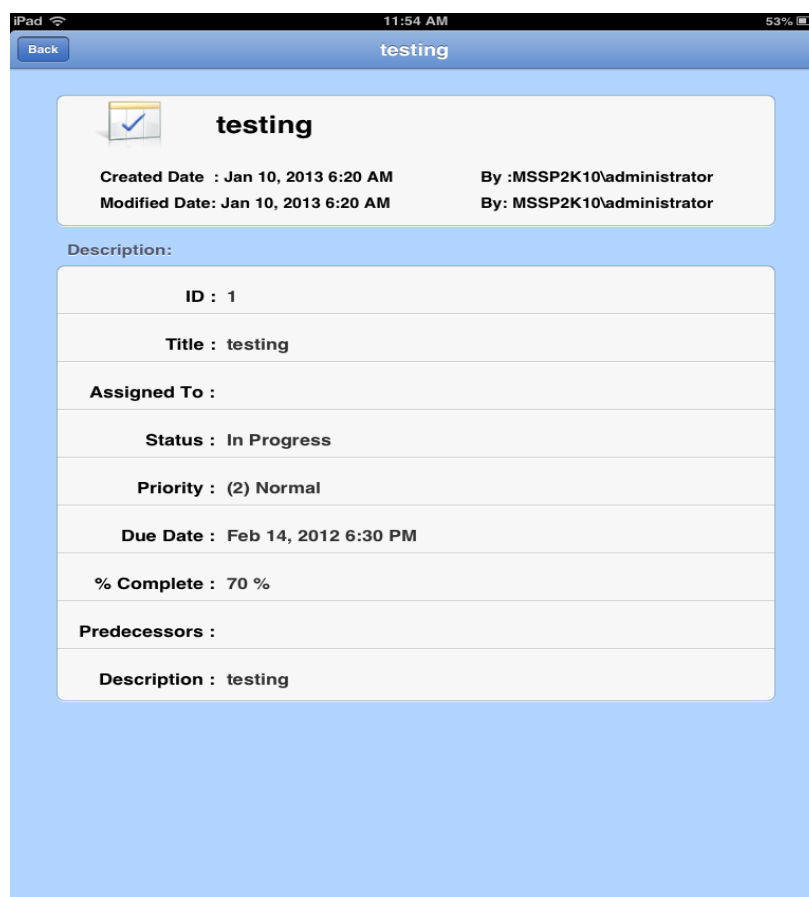 iPad 11:54 AM 53%
Back testing
testing
Created Date : Jan 10, 2013 6:20 AM By :MSSP2K10\administrator
Modified Date: Jan 10, 2013 6:20 AM By: MSSP2K10\administrator
Description:
ID : 1
Title : testing
Assigned To :
Status : In Progress
Priority : (2) Normal
Due Date : Feb 14, 2012 6:30 PM
% Complete : 70 %
Predecessors :
Description : testing